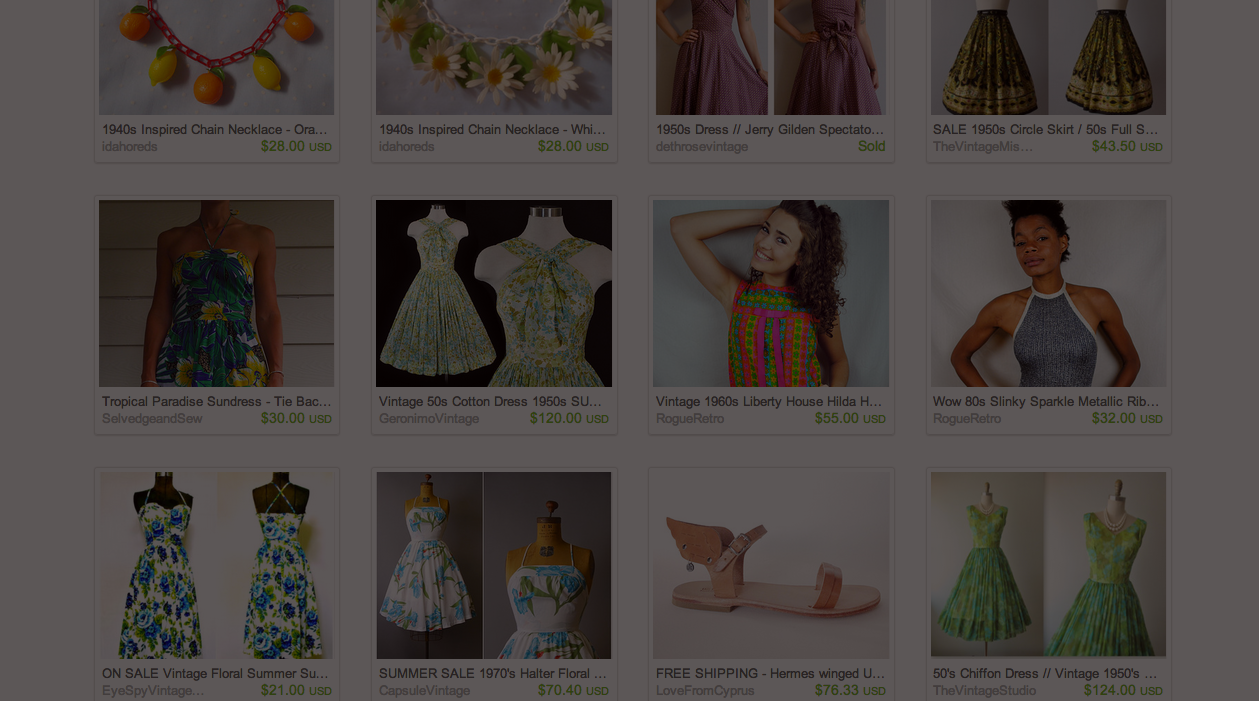 1940s Inspired Chain Necklace - Ora...
idahoreds $28.00 USD
1940s Inspired Chain Necklace - Whi...
idahoreds $28.00 USD
1950s Dress // Jerry Gilden Spectato...
dethrosevintage Sold
SALE 1950s Circle Skirt / 50s Full S...
TheVintageMis... $43.50 USD
Tropical Paradise Sundress - Tie Bac...
SelvedgeandSew $30.00 USD
Vintage 50s Cotton Dress 1950s SU...
GeronimoVintage $120.00 USD
Vintage 1960s Liberty House Hilda H...
RogueRetro $55.00 USD
Wow 80s Slinky Sparkle Metallic Rib...
RogueRetro $32.00 USD
ON SALE Vintage Floral Summer Su...
EyeSpyVintage... $21.00 USD
SUMMER SALE 1970's Halter Floral ...
CapsuleVintage $70.40 USD
FREE SHIPPING - Hermes winged U...
LoveFromCyprus $76.33 USD
50's Chiffon Dress // Vintage 1950's ...
TheVintageStudio $124.00 USD